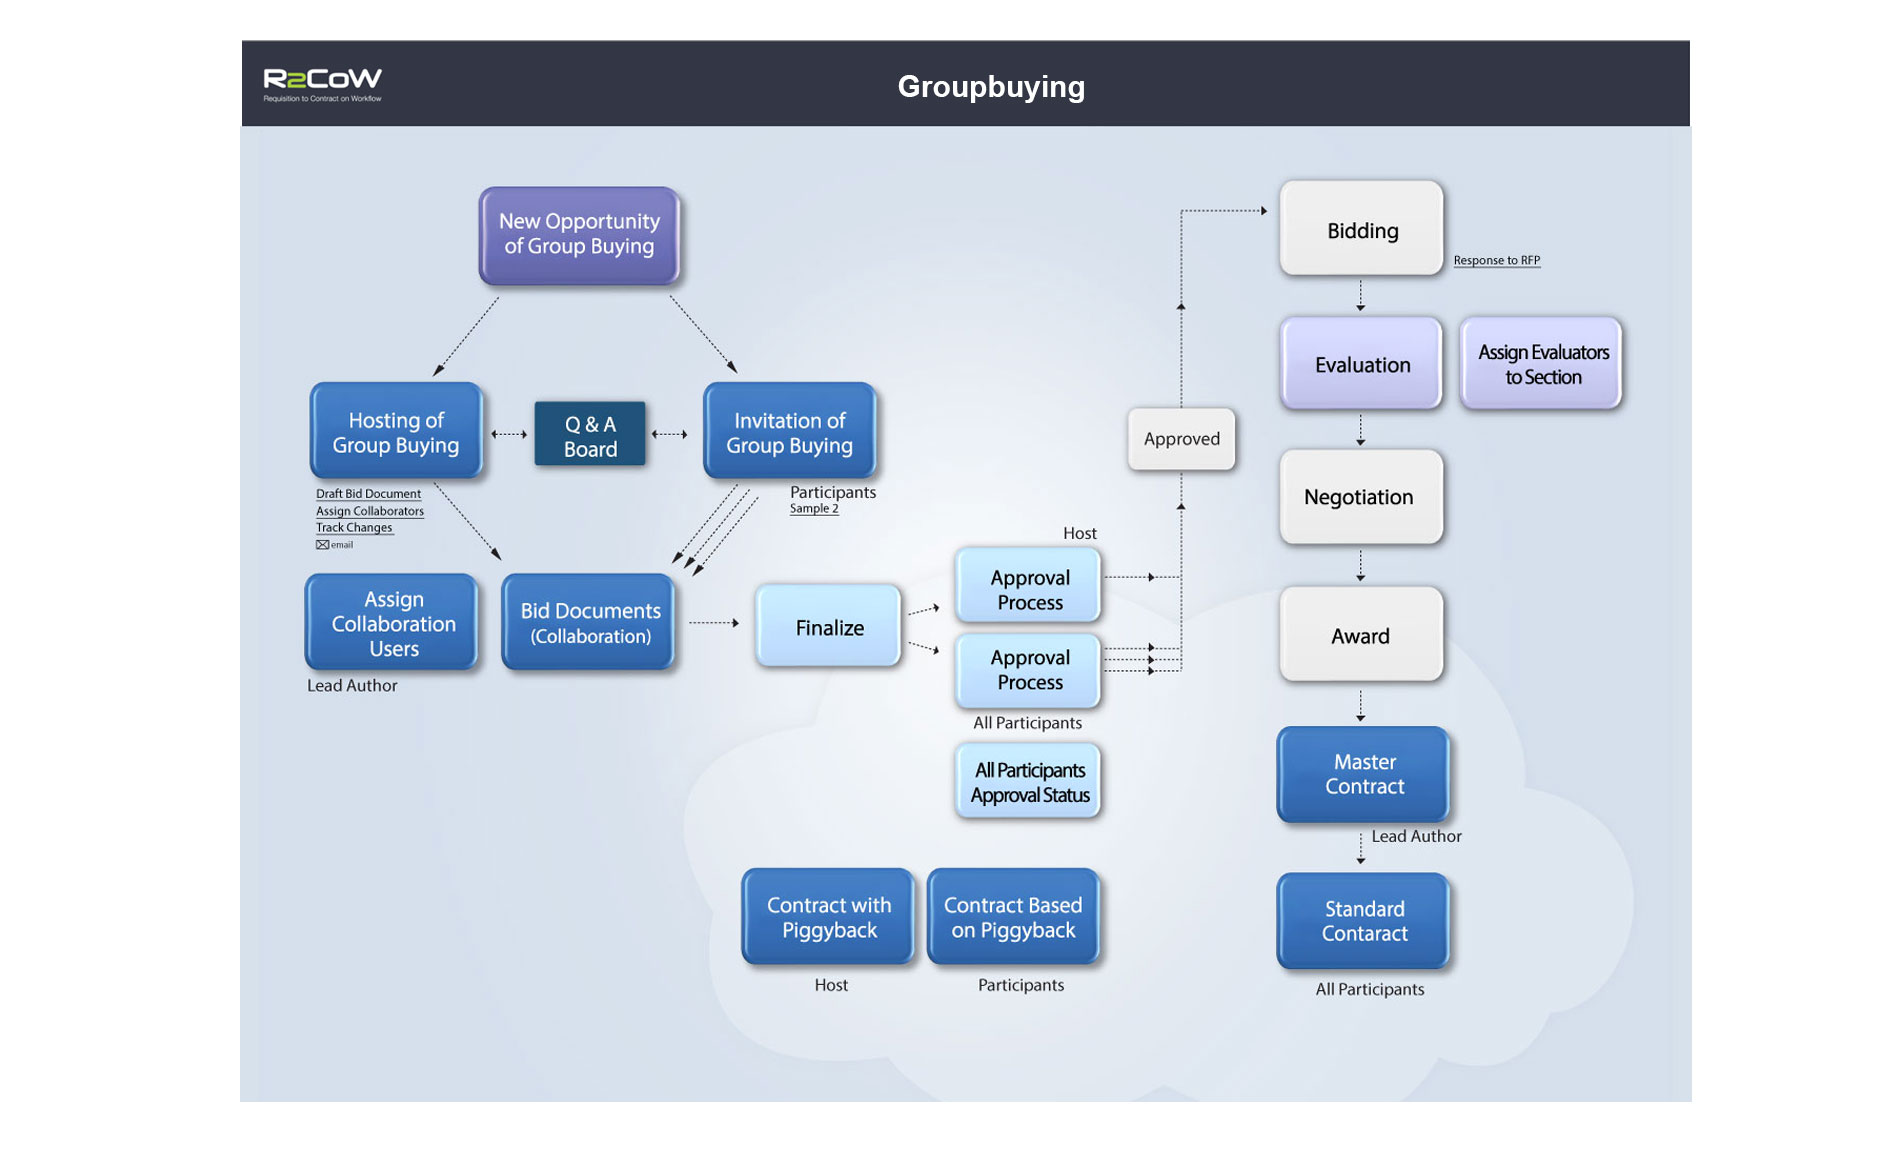 R2CoW
Requisition to Contract on Workflow
Groupbuying
New Opportunity
of Group Buying
Hosting of
Group Buying
Q & A
Board
Invitation of
Group Buying
Draft Bid Document
Assign Collaborators
Track Changes
email
Participants
Sample 2
Assign
Collaboration
Users
Lead Author
Bid Documents
(Collaboration)
Finalize
Host
Approval
Process
Approval
Process
All Participants
All Participants
Approval Status
Approved
Contract with
Piggyback
Host
Contract Based
on Piggyback
Participants
Bidding
Response to RFP
Evaluation
Assign Evaluators
to Section
Negotiation
Award
Master
Contract
Lead Author
Standard
Contaract
All Participants